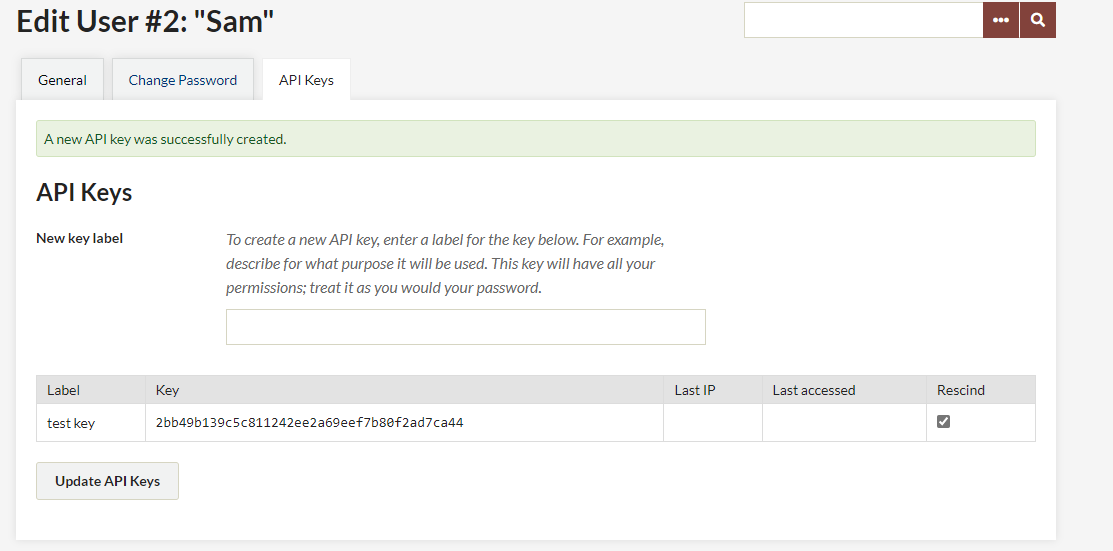 Edit User #2: "Sam"
General
Change Password
API Keys
A new API key was successfully created.
API Keys
New key label
To create a new API key, enter a label for the key below. For example,
describe for what purpose it will be used. This key will have all your
permissions; treat it as you would your password.
Label Key Last IP Last accessed Rescind
test key 2bb49b139c5c811242ee2a69eef7b80f2ad7ca44
Update API Keys